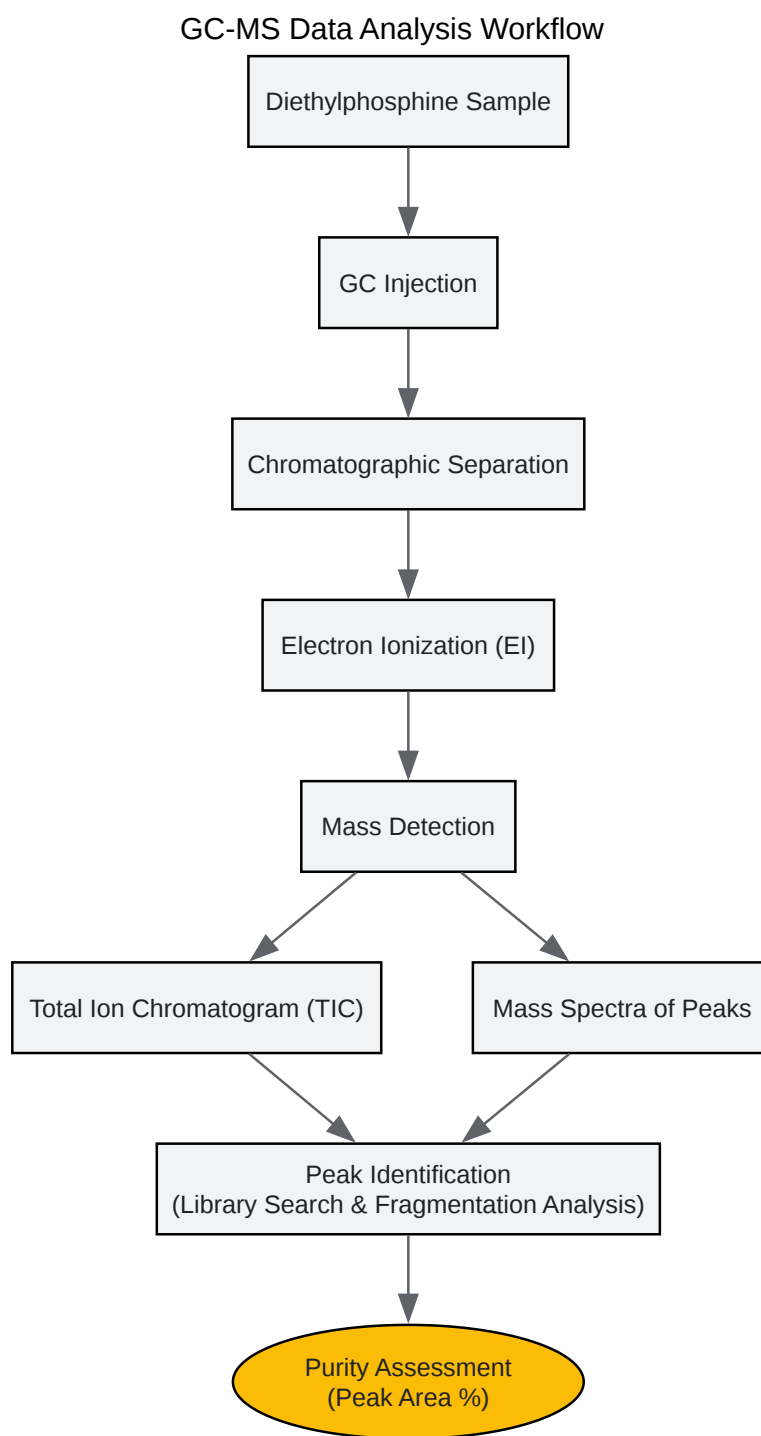 GC-MS Data Analysis Workflow
Diethylphosphine Sample
GC Injection
Chromatographic Separation
Electron Ionization (EI)
Mass Detection
Total Ion Chromatogram (TIC)
Mass Spectra of Peaks
Peak Identification
(Library Search & Fragmentation Analysis)
Purity Assessment
(Peak Area %)